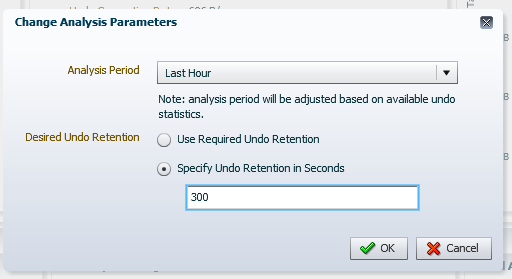 Change Analysis Parameters
Analysis Period
Last Hour
Note: analysis period will be adjusted based on available undo
statistics.
Desired Undo Retention
Use Required Undo Retention
Specify Undo Retention in Seconds
300
OK
Cancel